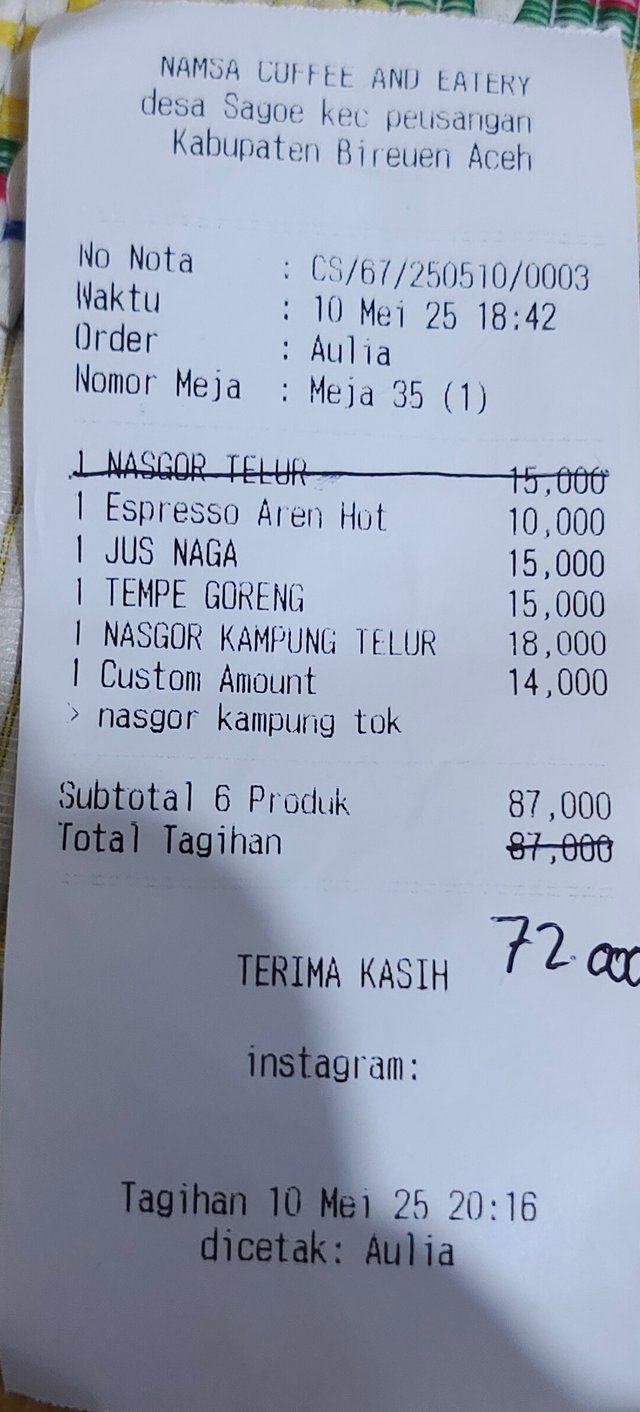 NAMSA COFFEE AND EATERY
desa Sagoe kec peusangan
Kabupaten Bireuen Aceh
No Nota : CS/67/250510/0003
Waktu : 10 Mei 25 18:42
Order : Aulia
Nomor Meja : Meja 35 (1)
1 NASGOR TELUR 15,000
1 Espresso Aren Hot 10,000
1 JUS NAGA 15,000
1 TEMPE GORENG 15,000
1 NASGOR KAMPUNG TELUR 18,000
1 Custom Amount 14,000
> nasgor kampung tok
Subtotal 6 Produk 87,000
Total Tagihan 87,000
72.000
TERIMA KASIH
instagram:
Tagihan 10 Mei 25 20:16
dicetak: Aulia